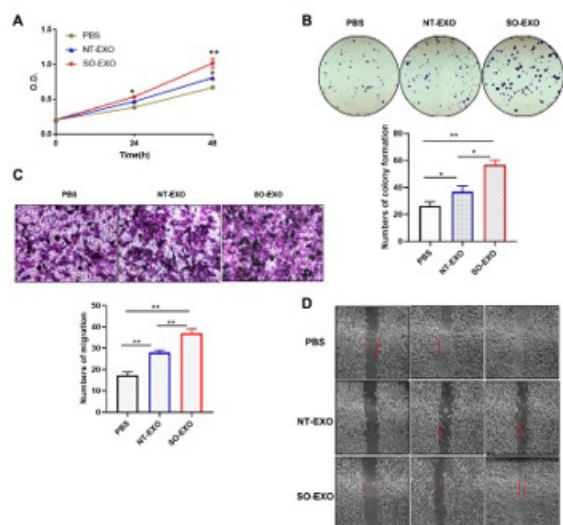 A
PBS
NT-EXO
SO-EXO
**
*
*
1.5
1.0
0.5
0.0
O.D.
0
24
48
Time(h)
B
PBS
NT-EXO
SO-EXO
**
*
*
80
60
40
20
0
Numbers of colony formation
PBS
NT-EXO
SO-EXO
C
PBS
NT-EXO
SO-EXO
**
**
**
50
40
30
20
10
0
Numbers of migration
PBS
NT-EXO
SO-EXO
D
PBS
NT-EXO
SO-EXO